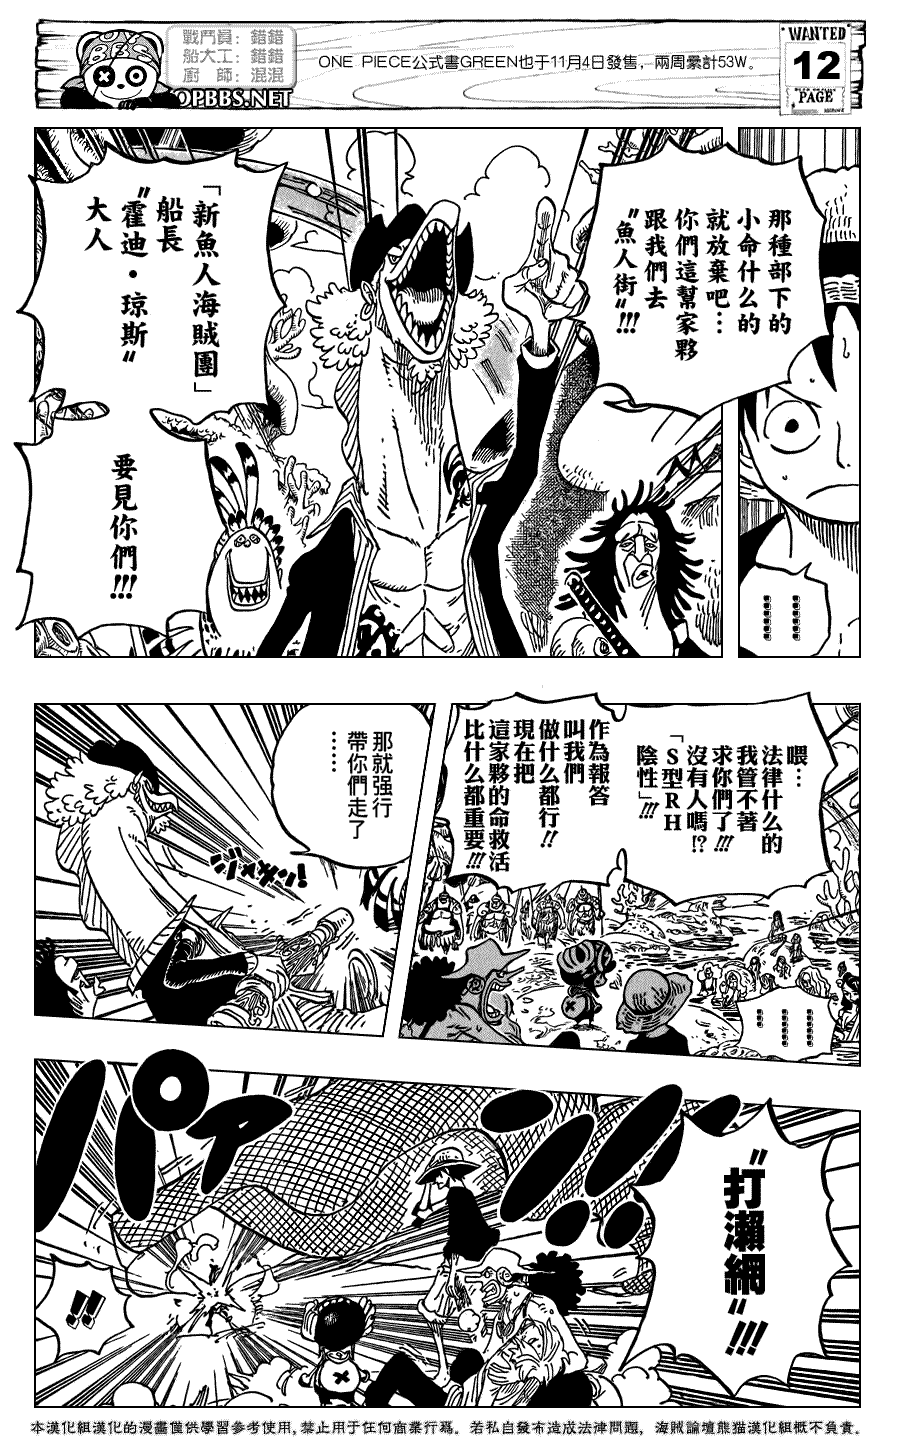 戰鬥員：錯錯
船大工：錯錯
廚　師：混混
OPBBS.NET
ONE PIECE公式書GREEN也于11月4日發售，兩周累計53W。
WANTED
12
PAGE
那種部下的
小命什么的
就放棄吧…
你們這幫家夥
跟我們去
〝魚人街〞!!!
「新魚人海賊團」
船長
〝霍迪・琼斯〞
大人
要見你們!!!
喂…
法律什么的
我管不著
求你們了!!!
沒有人嗎!?
「S型RH
陰性」!!!
作為報答
叫我們
做什么都行!!
現在把
這家夥的命救活
比什么都重要!!!
那就强行
帶你們走了
……
〝打瀨網〞!!!
パァ
!!
本漢化組漢化的漫畫僅供學習參考使用,禁止用于任何商業行爲。若私自發布造成法律問題，海賊論壇熊猫漢化組概不負責。